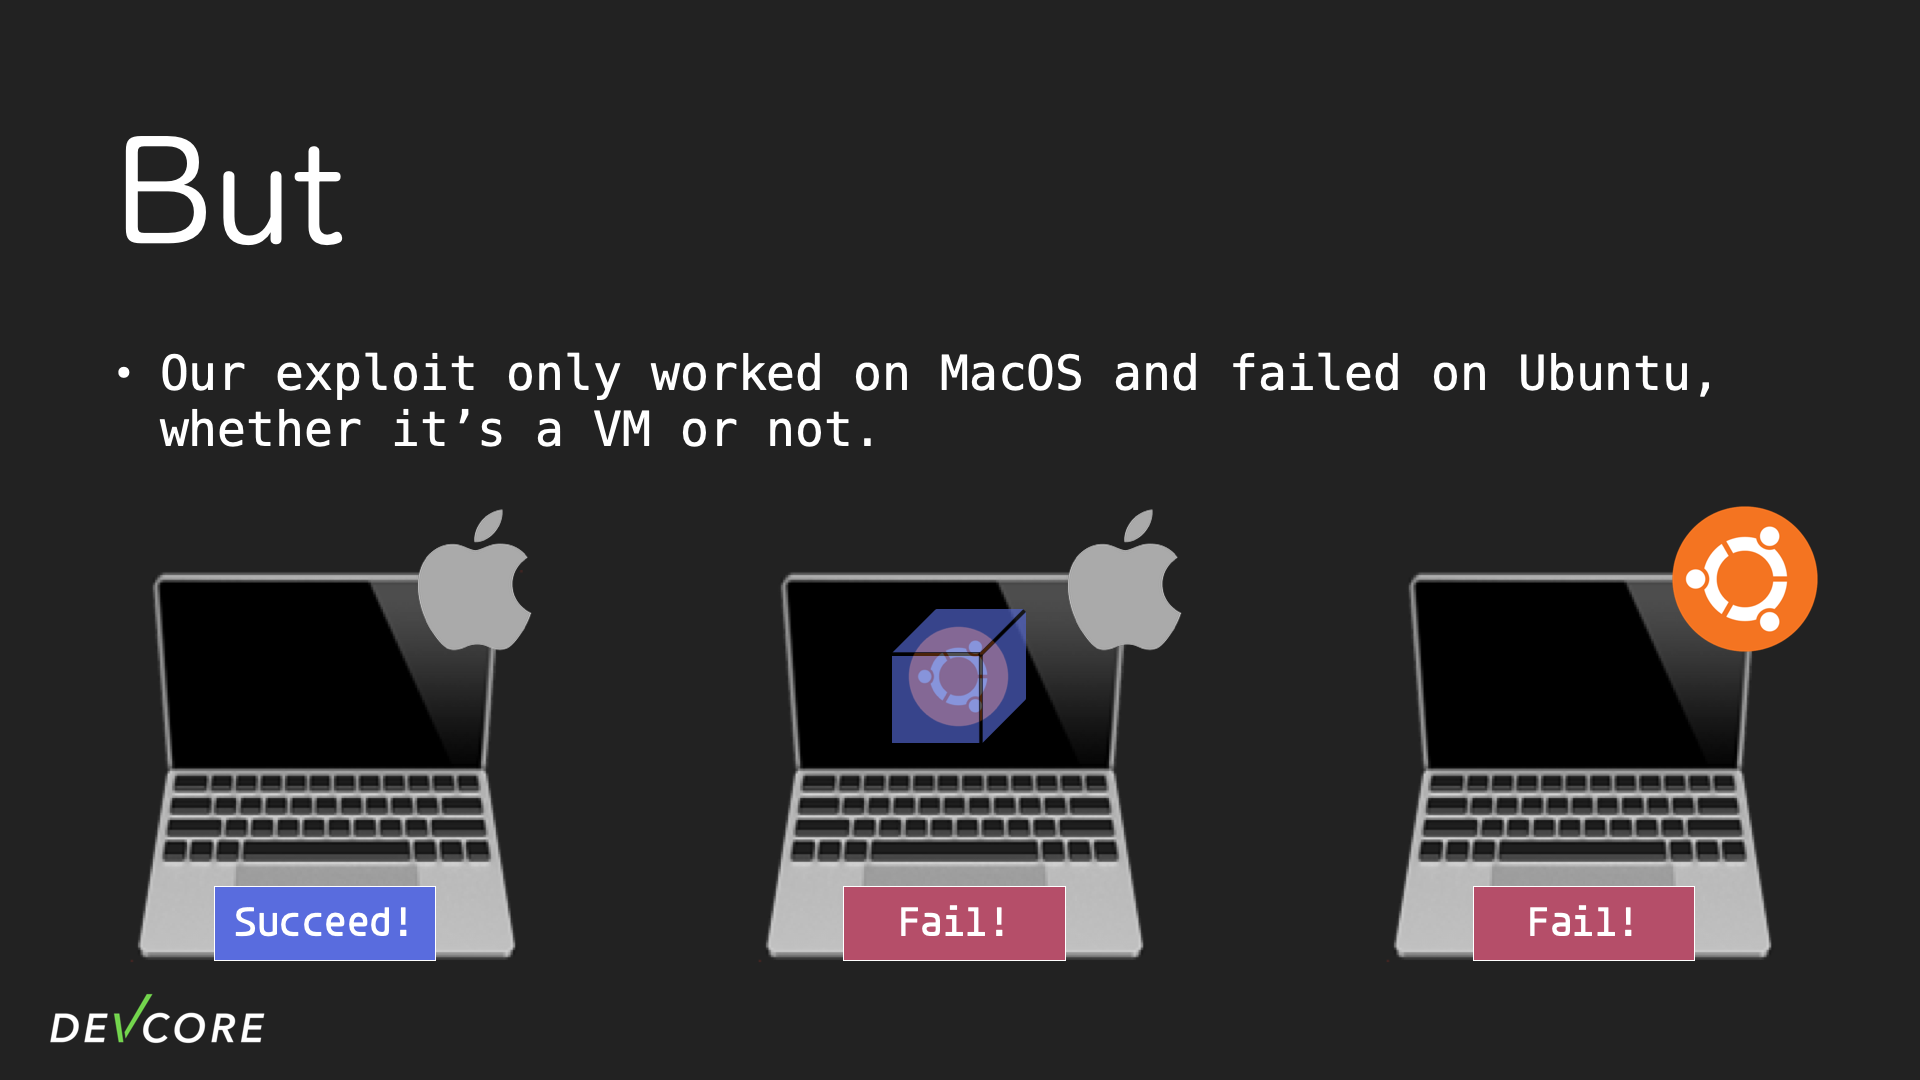 But
• Our exploit only worked on MacOS and failed on Ubuntu,
whether it’s a VM or not.
Succeed!
Fail!
Fail!
DEVCORE